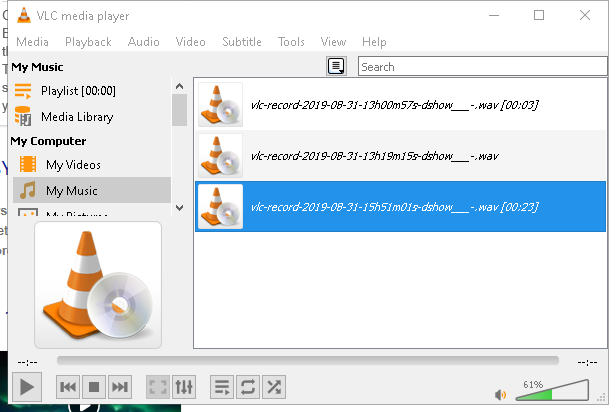 VLC media player
Media Playback Audio Video Subtitle Tools View Help
My Music
Search
Playlist [00:00]
Media Library
My Computer
My Videos
My Music
My Pictures
vlc-record-2019-08-31-13h00m57s-dshow___-.wav [00:03]
vlc-record-2019-08-31-13h19m15s-dshow___-.wav
vlc-record-2019-08-31-15h51m01s-dshow___-.wav [00:23]
--:--
--:--
61%